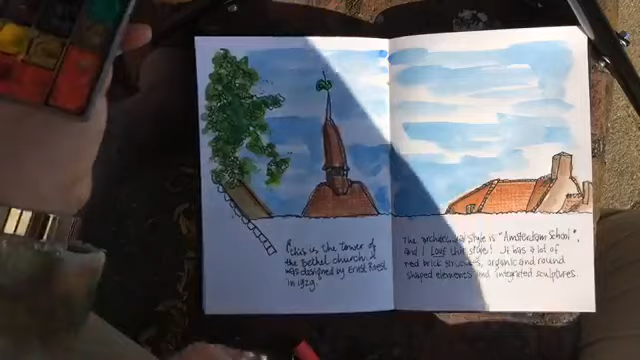 This is, the tower of
the Bethel church. It
was designed by Ernst
in 1929.
The architectural style is "Amsterdam School",
and I Love this style! It has a lot of
red brick organic and round
shaped elements and integrated sculptures.